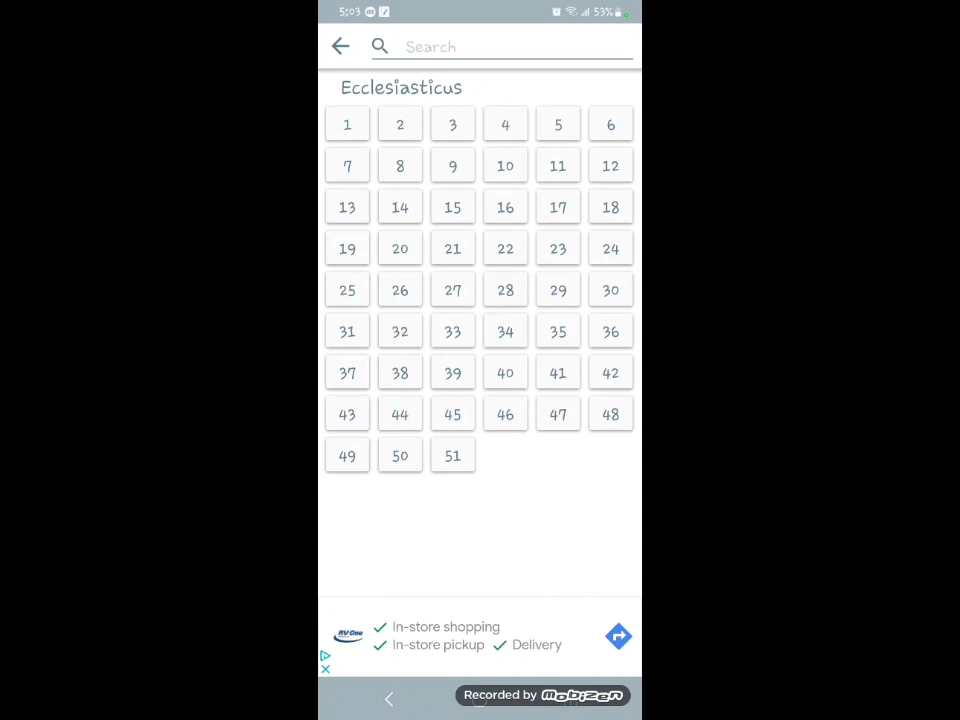 5:03 53%
Search
Ecclesiasticus
1 2 3 4 5 6
7 8 9 10 11 12
13 14 15 16 17 18
19 20 21 22 23 24
25 26 27 28 29 30
31 32 33 34 35 36
37 38 39 40 41 42
43 44 45 46 47 48
49 50 51
RV One
In-store shopping
In-store pickup Delivery
Recorded by mobizen